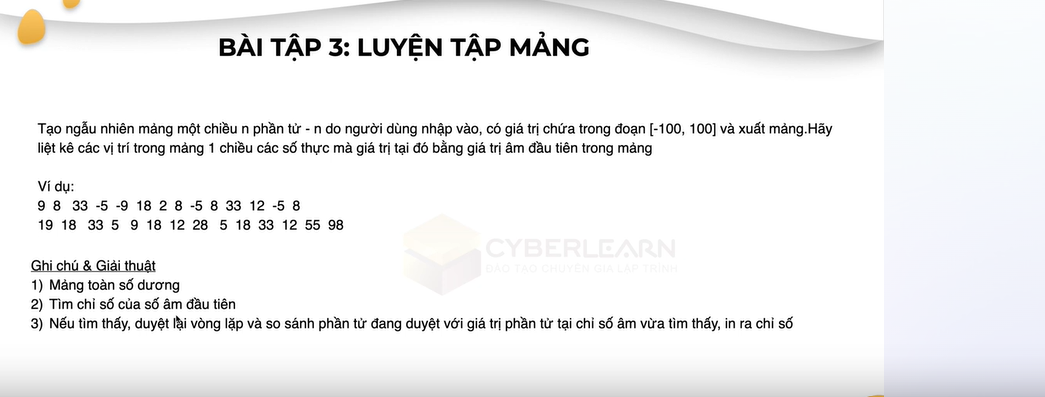 BÀI TẬP 3: LUYỆN TẬP MẢNG
Tạo ngẫu nhiên mảng một chiều n phần tử - n do người dùng nhập vào, có giá trị chứa trong đoạn [-100, 100] và xuất mảng.Hãy
liệt kê các vị trí trong mảng 1 chiều các số thực mà giá trị tại đó bằng giá trị âm đầu tiên trong mảng
Ví dụ:
9 8 33 -5 -9 18 2 8 -5 8 33 12 -5 8
19 18 33 5 9 18 12 28 5 18 33 12 55 98
CYBERLEARN
ĐÀO TẠO CHUYÊN GIA LẬP TRÌNH
Ghi chú & Giải thuật
1) Mảng toàn số dương
2) Tìm chỉ số của số âm đầu tiên
3) Nếu tìm thấy, duyệt lại vòng lặp và so sánh phần tử đang duyệt với giá trị phần tử tại chỉ số âm vừa tìm thấy, in ra chỉ số